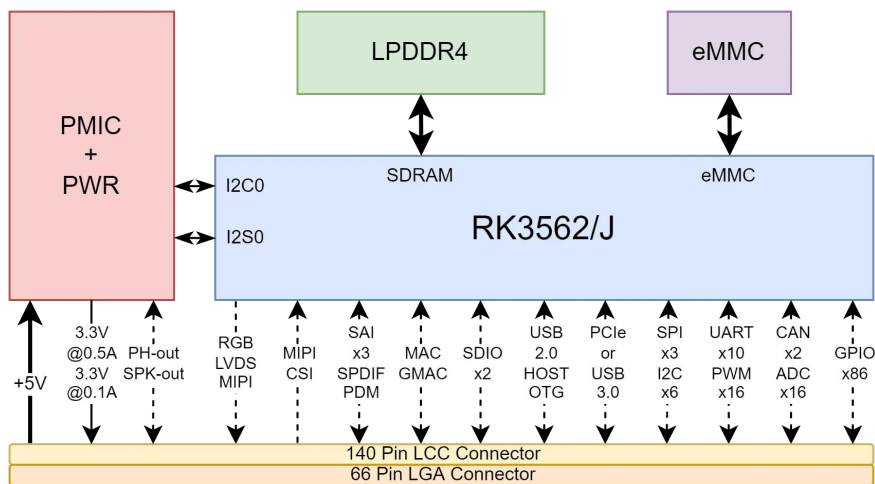 PMIC
+
PWR
LPDDR4
eMMC
SDRAM
eMMC
I2C0
I2S0
RK3562/J
+5V
3.3V
@0.5A
3.3V
@0.1A
PH-out
SPK-out
RGB
LVDS
MIPI
MIPI
CSI
SAI
x3
SPDIF
PDM
MAC
GMAC
SDIO
x2
USB
2.0
HOST
OTG
PCIe
or
USB
3.0
SPI
x3
I2C
x6
UART
x10
PWM
x16
CAN
x2
ADC
x16
GPIO
x86
140 Pin LCC Connector
66 Pin LGA Connector